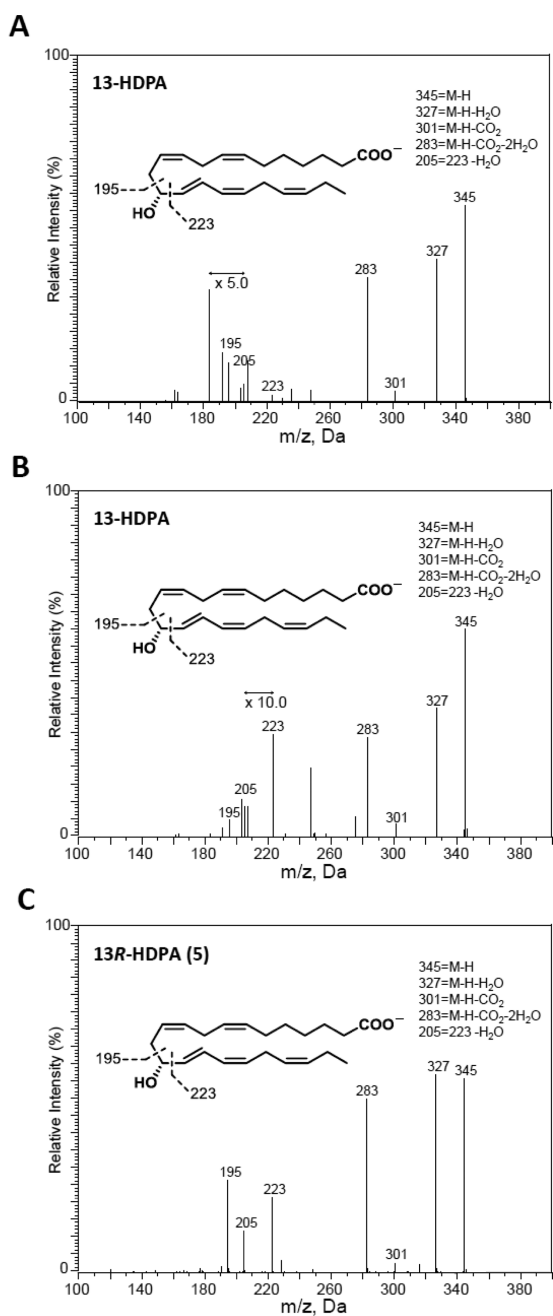 A
100
13-HDPA
345=M-H
327=M-H-H₂O
301=M-H-CO₂
283=M-H-CO₂-2H₂O
205=223 -H₂O
COO⁻
195
HO
223
345
327
283
x 5.0
195
205
223
301
Relative Intensity (%)
0
100 140 180 220 260 300 340 380
m/z, Da
B
100
13-HDPA
345=M-H
327=M-H-H₂O
301=M-H-CO₂
283=M-H-CO₂-2H₂O
205=223 -H₂O
COO⁻
195
HO
223
345
327
283
x 10.0
223
205
195
301
Relative Intensity (%)
0
100 140 180 220 260 300 340 380
m/z, Da
C
100
13R-HDPA (5)
345=M-H
327=M-H-H₂O
301=M-H-CO₂
283=M-H-CO₂-2H₂O
205=223 -H₂O
COO⁻
195
HO
223
327
345
283
195
223
205
301
Relative Intensity (%)
0
100 140 180 220 260 300 340 380
m/z, Da